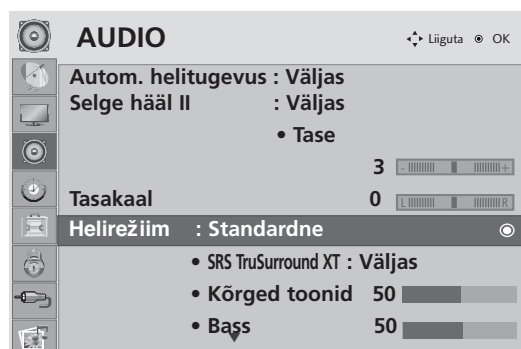 AUDIO Liiguta OK
Autom. helitugevus : Väljas
Selge hääl II : Väljas
• Tase
3 - +
Tasakaal 0 L R
Helirežiim : Standardne
• SRS TruSurround XT : Väljas
• Kõrged toonid 50
• Bass 50